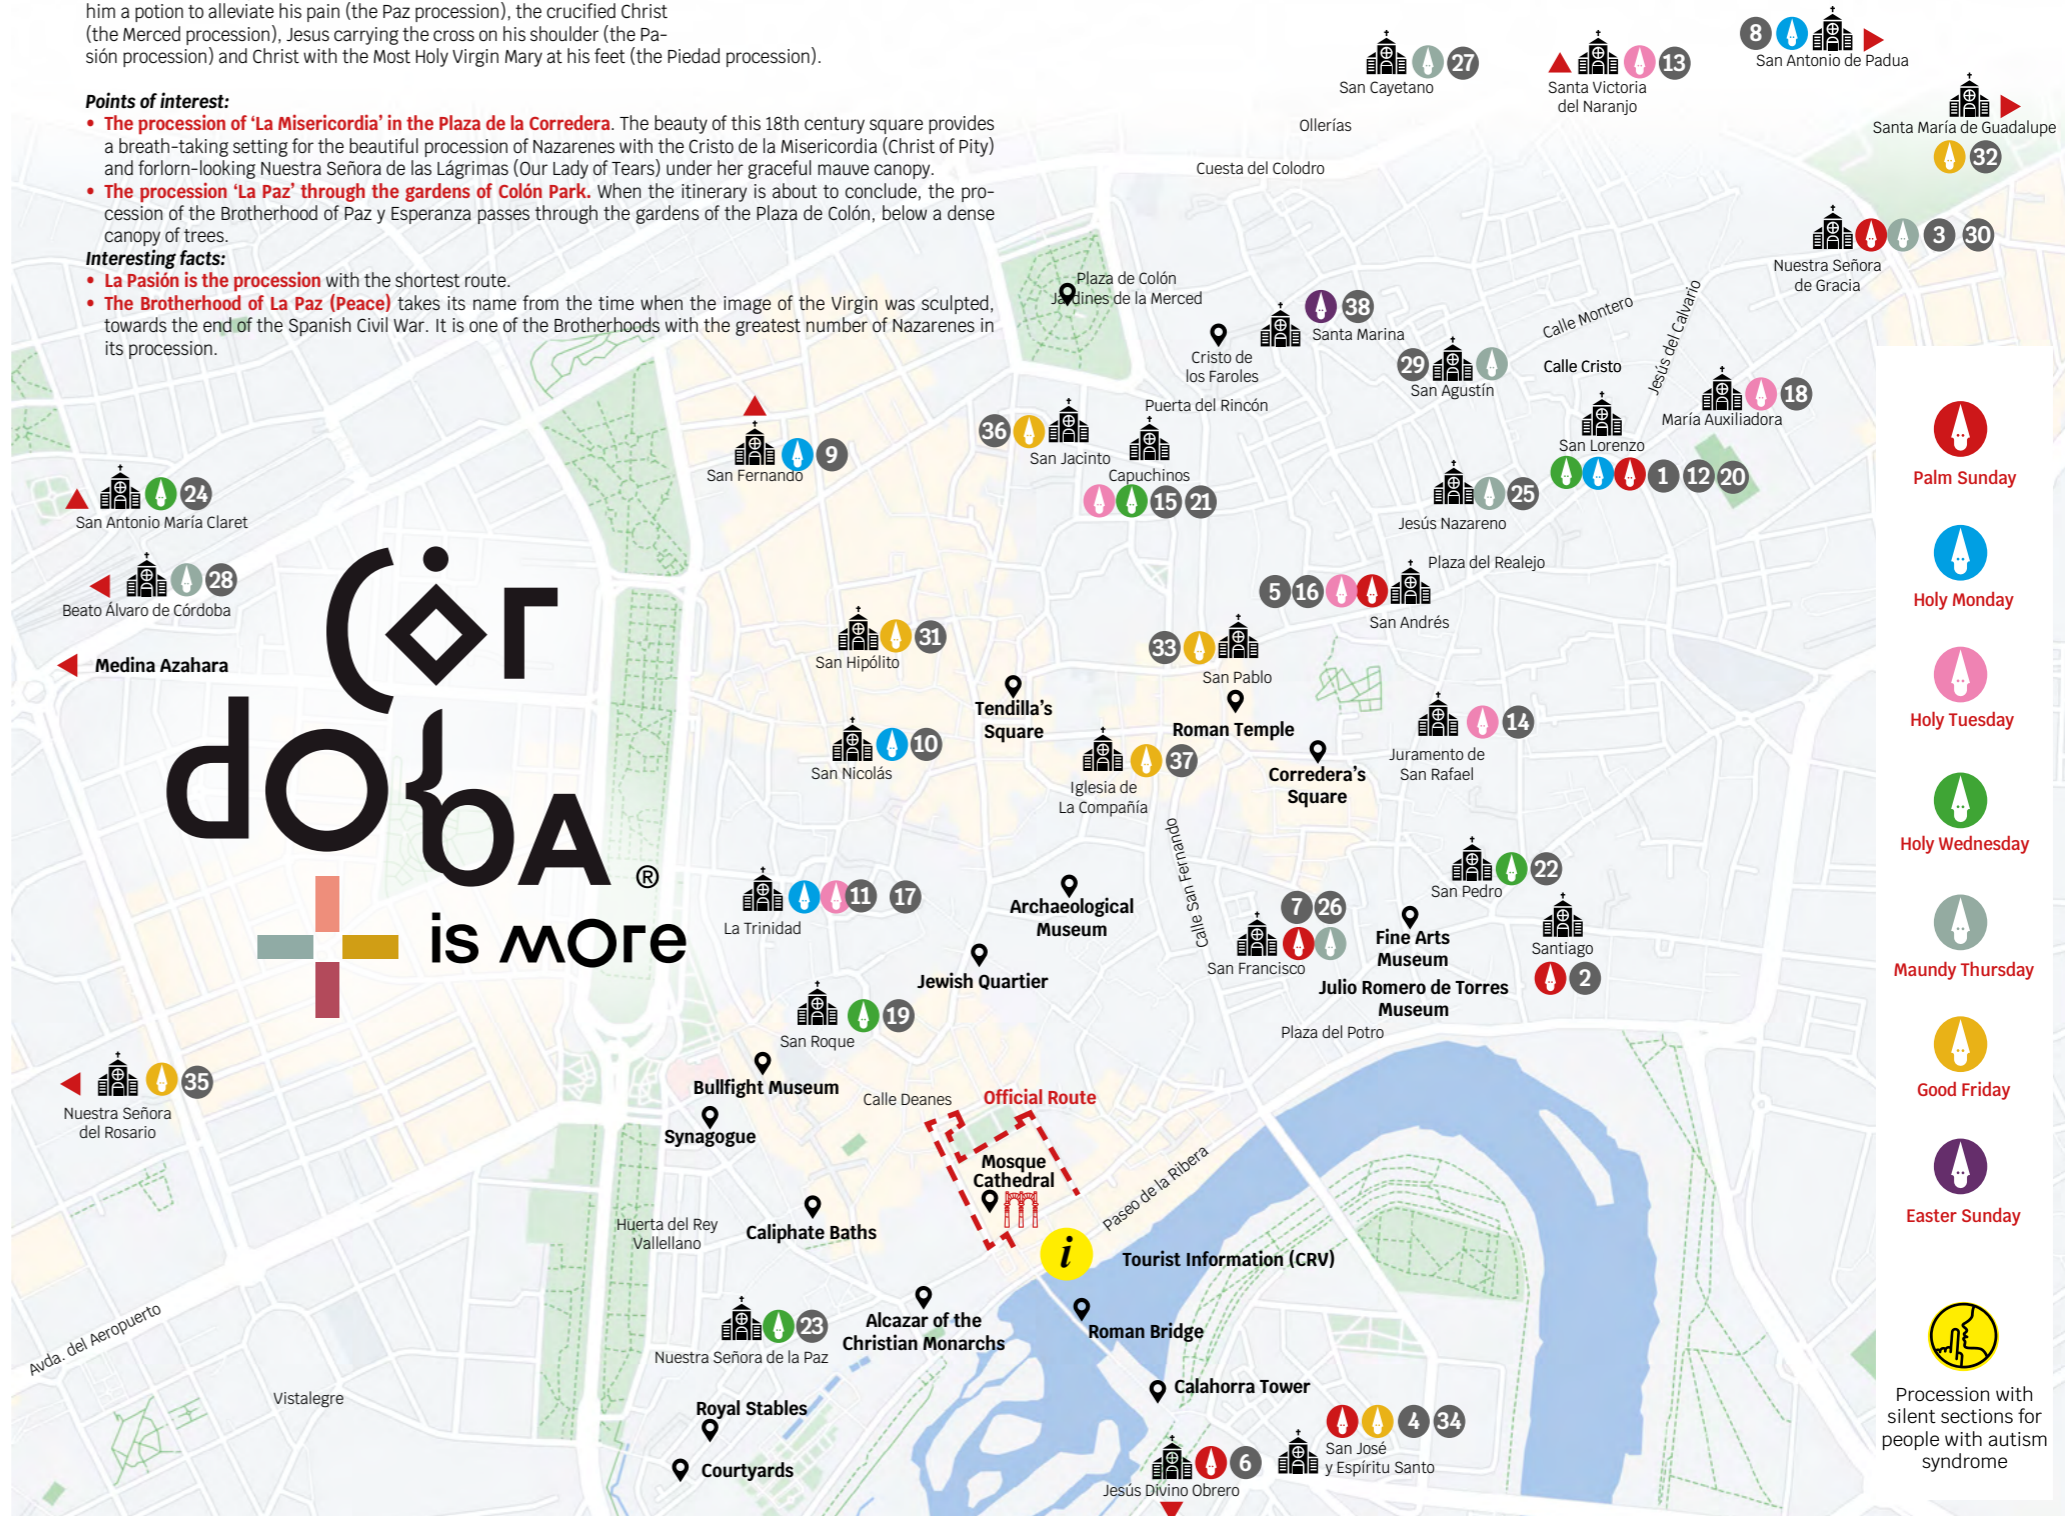 him a potion to alleviate his pain (the Paz procession), the crucified Christ
(the Merced procession), Jesus carrying the cross on his shoulder (the Pa-
sión procession) and Christ with the Most Holy Virgin Mary at his feet (the Piedad procession).
Points of interest:
• The procession of ‘La Misericordia’ in the Plaza de la Corredera. The beauty of this 18th century square provides
a breath-taking setting for the beautiful procession of Nazarenes with the Cristo de la Misericordia (Christ of Pity)
and forlorn-looking Nuestra Señora de las Lágrimas (Our Lady of Tears) under her graceful mauve canopy.
• The procession ‘La Paz’ through the gardens of Colón Park. When the itinerary is about to conclude, the pro-
cession of the Brotherhood of Paz y Esperanza passes through the gardens of the Plaza de Colón, below a dense
canopy of trees.
Interesting facts:
• La Pasión is the procession with the shortest route.
• The Brotherhood of La Paz (Peace) takes its name from the time when the image of the Virgin was sculpted,
towards the end of the Spanish Civil War. It is one of the Brotherhoods with the greatest number of Nazarenes in
its procession.
27
San Cayetano
13
Santa Victoria
del Naranjo
8
San Antonio de Padua
Santa María de Guadalupe
32
Ollerías
Cuesta del Colodro
3 30
Nuestra Señora
de Gracia
Plaza de Colón
Jardines de la Merced
38
Santa Marina
Cristo de
los Faroles
Calle Montero
Jesús del Calvario
Calle Cristo
29
San Agustín
18
María Auxiliadora
Puerta del Rincón
36
San Jacinto
Capuchinos
15 21
San Lorenzo
1 12 20
9
San Fernando
24
San Antonio María Claret
25
Jesús Nazareno
28
Beato Álvaro de Córdoba
Plaza del Realejo
5 16
San Andrés
Medina Azahara
CÓRDOBA
®
is more
31
San Hipólito
33
San Pablo
Tendilla’s
Square
Roman Temple
14
Juramento de
San Rafael
10
San Nicolás
37
Iglesia de
La Compañía
Corredera’s
Square
Calle San Fernando
22
San Pedro
11 17
La Trinidad
Archaeological
Museum
7 26
San Francisco
Fine Arts
Museum
Santiago
2
Jewish Quartier
Julio Romero de Torres
Museum
Plaza del Potro
19
San Roque
35
Nuestra Señora
del Rosario
Bullfight Museum
Calle Deanes
Official Route
Synagogue
Mosque
Cathedral
Paseo de la Ribera
Huerta del Rey
Vallellano
Caliphate Baths
i
Tourist Information (CRV)
23
Nuestra Señora de la Paz
Alcazar of the
Christian Monarchs
Roman Bridge
Avda. del Aeropuerto
Vistalegre
Royal Stables
Calahorra Tower
Courtyards
4 34
San José
y Espíritu Santo
6
Jesús Divino Obrero
Palm Sunday
Holy Monday
Holy Tuesday
Holy Wednesday
Maundy Thursday
Good Friday
Easter Sunday
Procession with
silent sections for
people with autism
syndrome